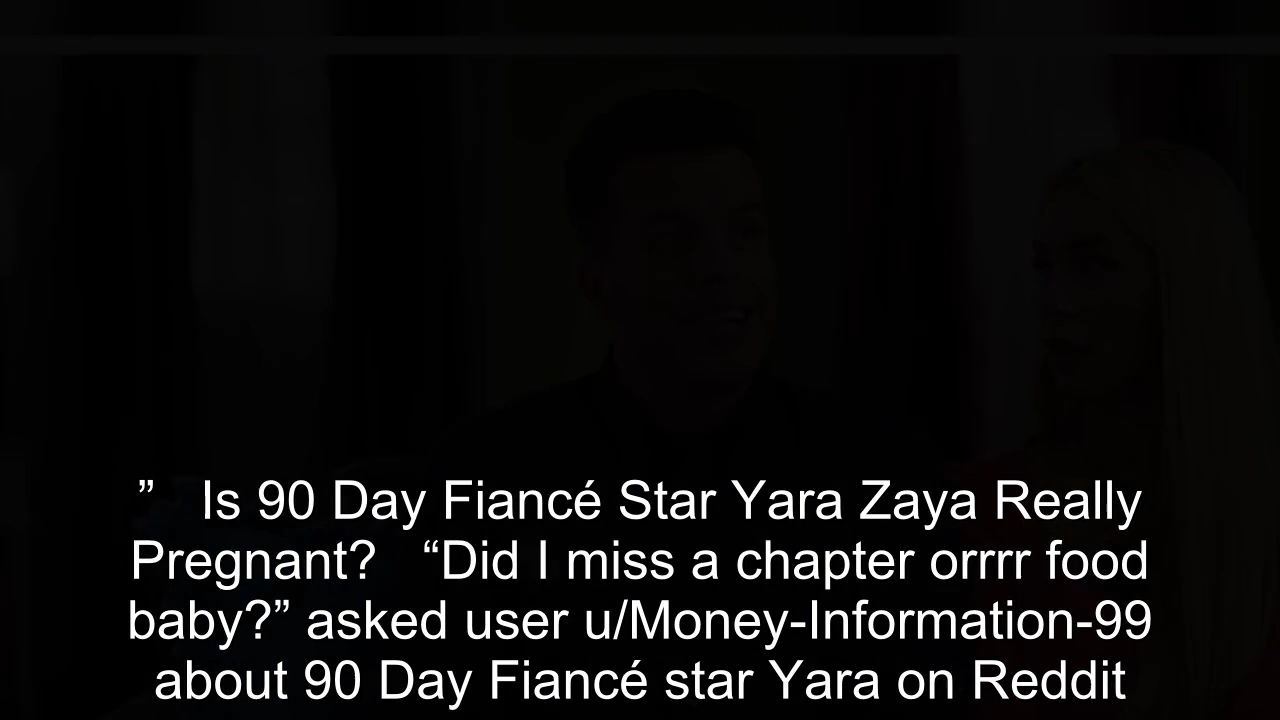 ”   Is 90 Day Fiancé Star Yara Zaya Really
Pregnant?   “Did I miss a chapter orrrr food
baby?” asked user u/Money-Information-99
about 90 Day Fiancé star Yara on Reddit